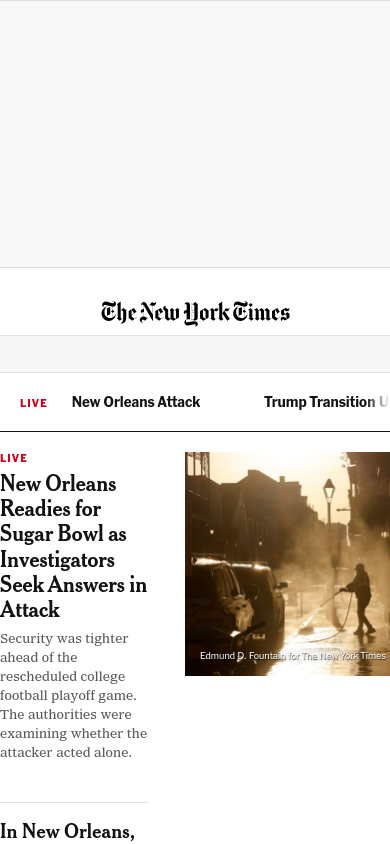 The New York Times
LIVE
New Orleans Attack
Trump Transition
LIVE
New Orleans
Readies for
Sugar Bowl as
Investigators
Seek Answers in
Attack
Security was tighter
ahead of the
rescheduled college
football playoff game.
The authorities were
examining whether the
attacker acted alone.
Edmund D. Fountain for The New York Times
In New Orleans,